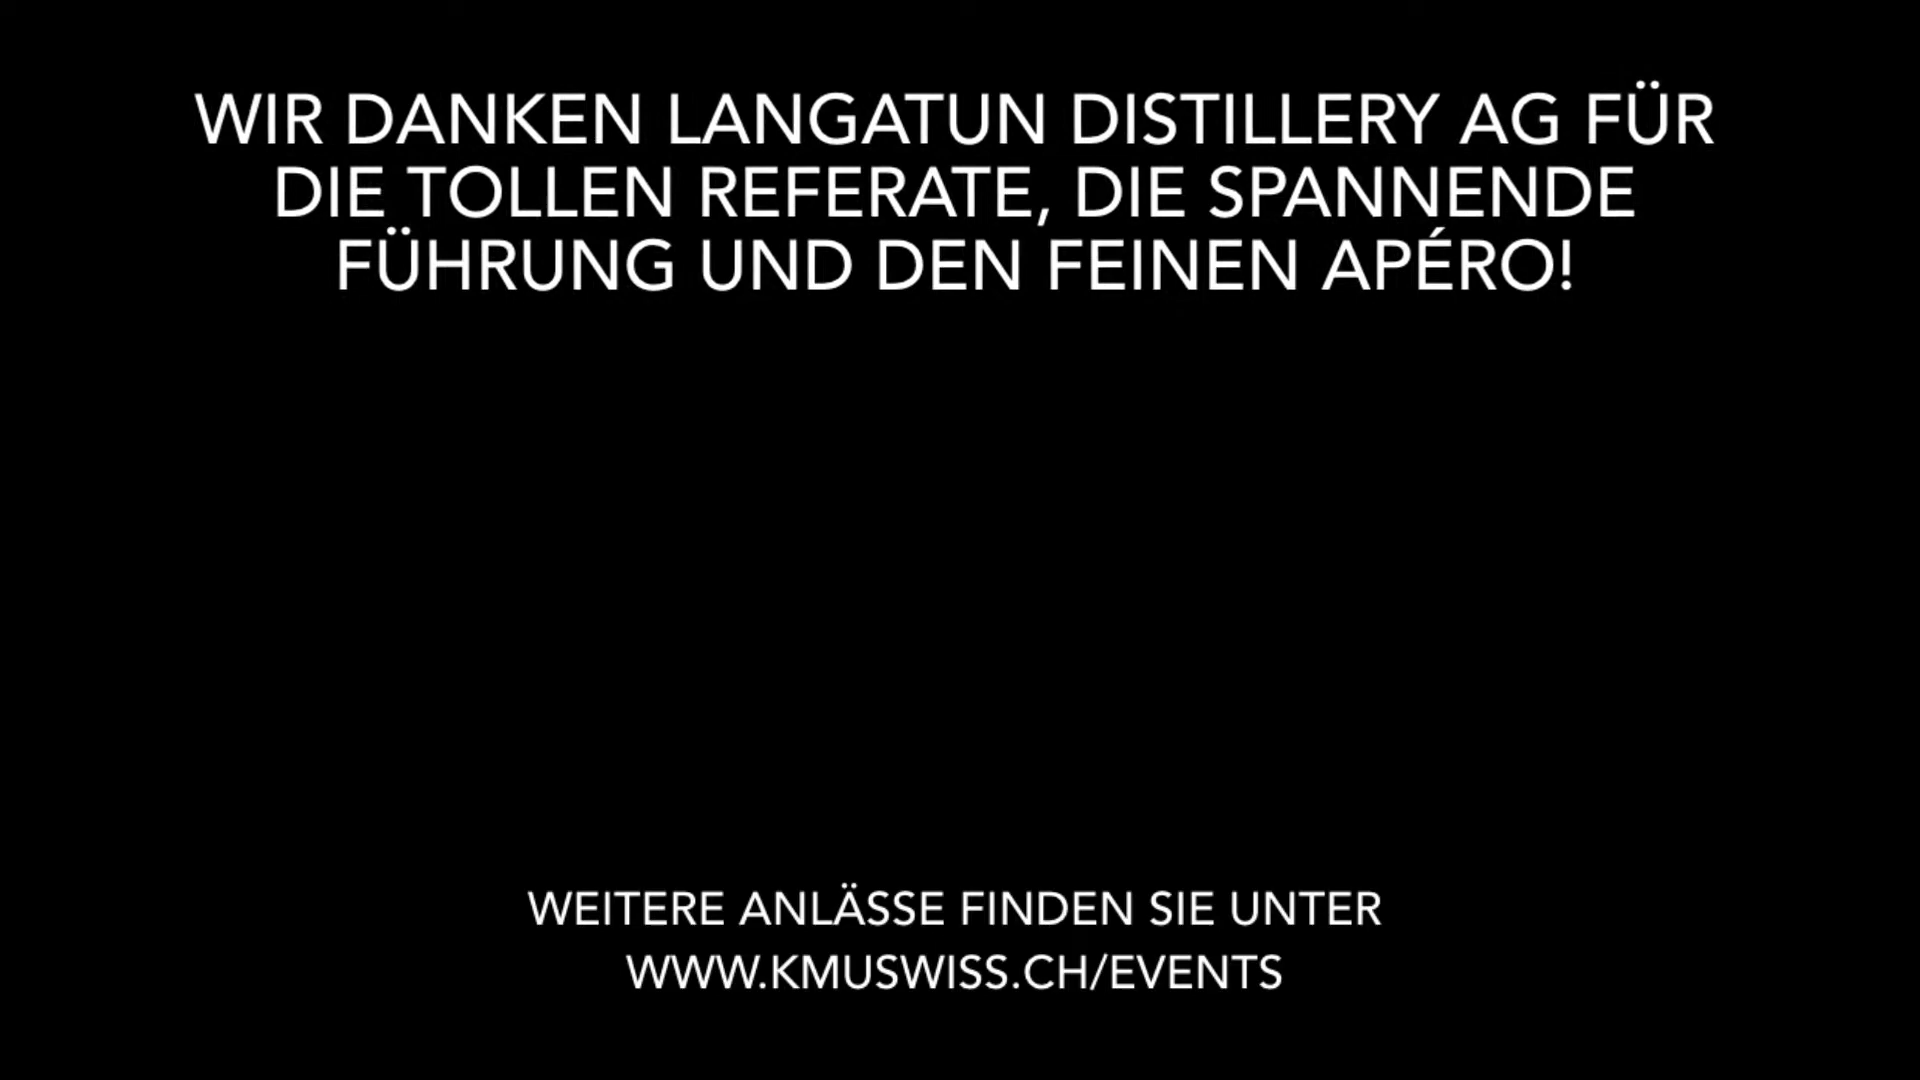 WIR DANKEN LANGATUN DISTILLERY AG FÜR
DIE TOLLEN REFERATE, DIE SPANNENDE
FÜHRUNG UND DEN FEINEN APÉRO!
WEITERE ANLÄSSE FINDEN SIE UNTER
WWW.KMUSWISS.CH/EVENTS